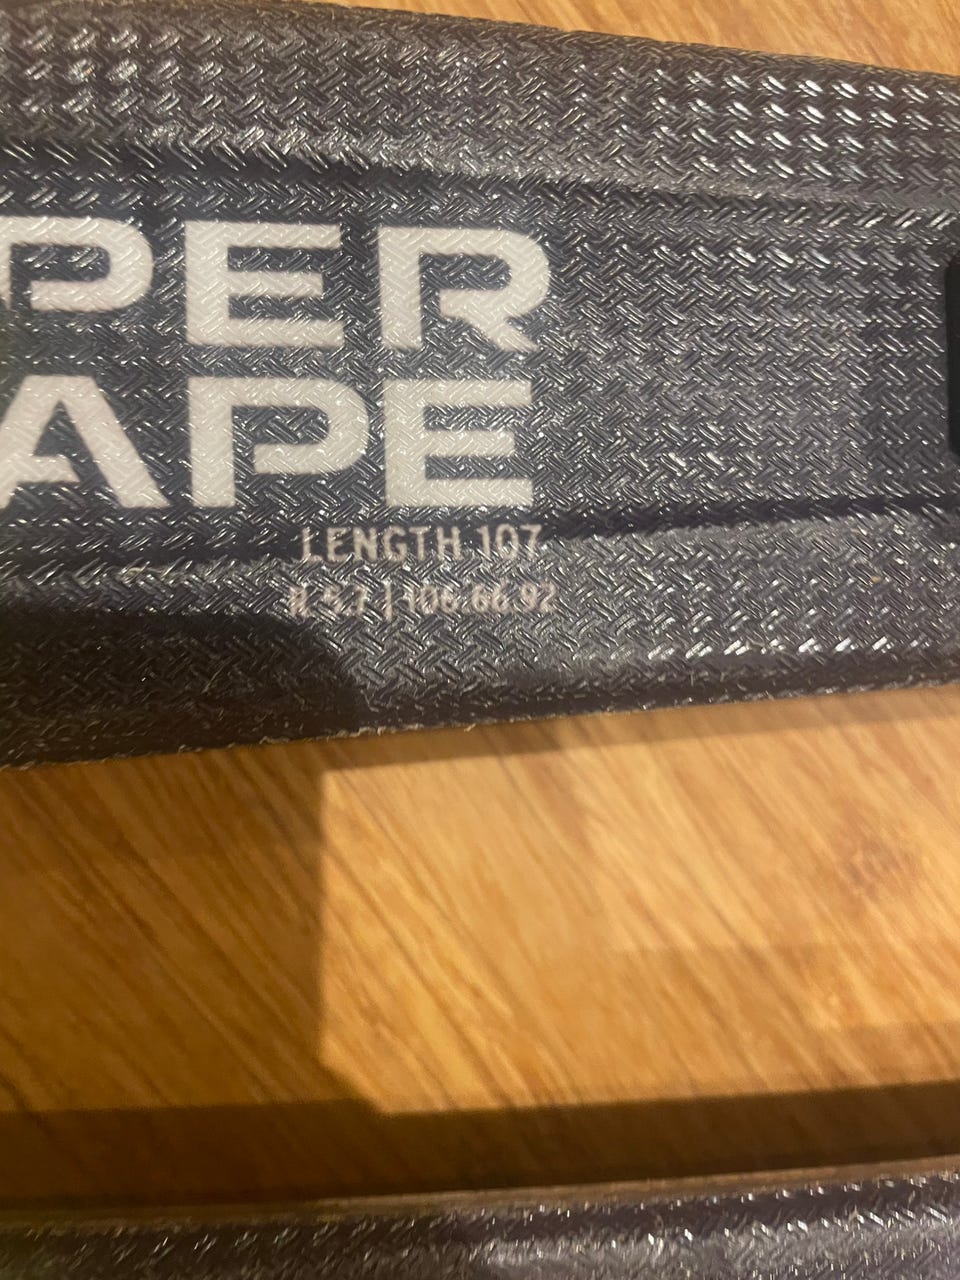 PER
APE
LENGTH 107
R 5.7 | 106.66.92